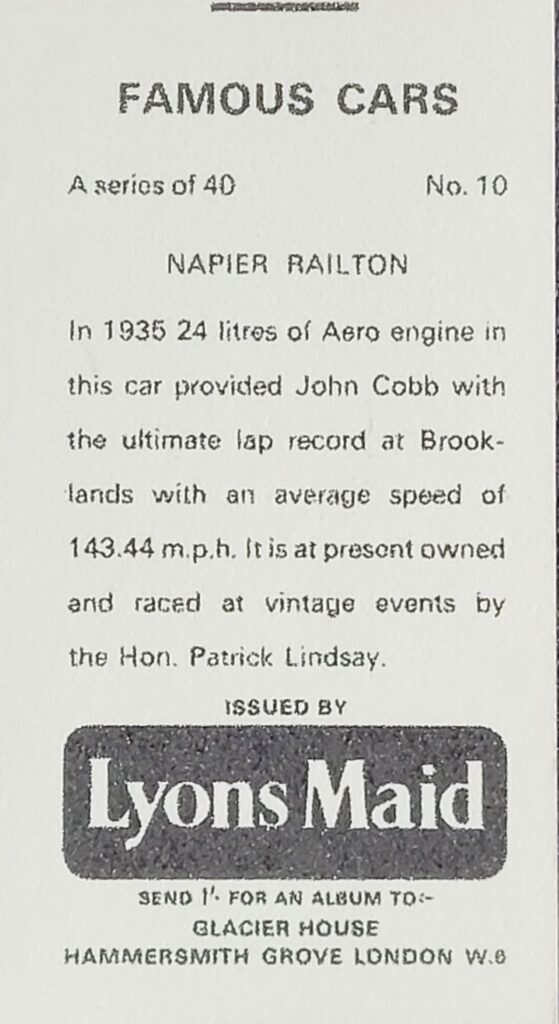 FAMOUS CARS
A series of 40 No. 10
NAPIER RAILTON
In 1935 24 litres of Aero engine in
this car provided John Cobb with
the ultimate lap record at Brook-
lands with an average speed of
143.44 m.p.h. It is at present owned
and raced at vintage events by
the Hon. Patrick Lindsay.
ISSUED BY
Lyons Maid
SEND 1'- FOR AN ALBUM TO:-
GLACIER HOUSE
HAMMERSMITH GROVE LONDON W.6